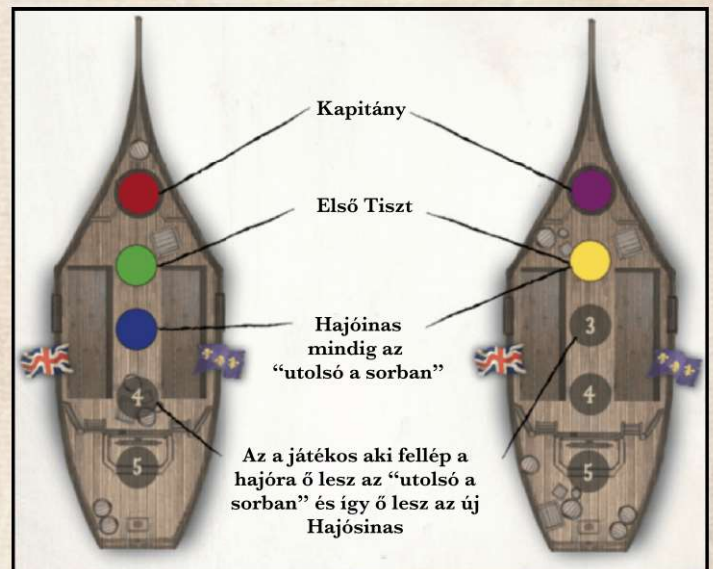 Kapitány
Első Tiszt
Hajóinas
mindig az
“utolsó a sorban”
3
4
4
5
5
Az a játékos aki fellép a
hajóra ő lesz az “utolsó a
sorban” és így ő lesz az új
Hajósinas